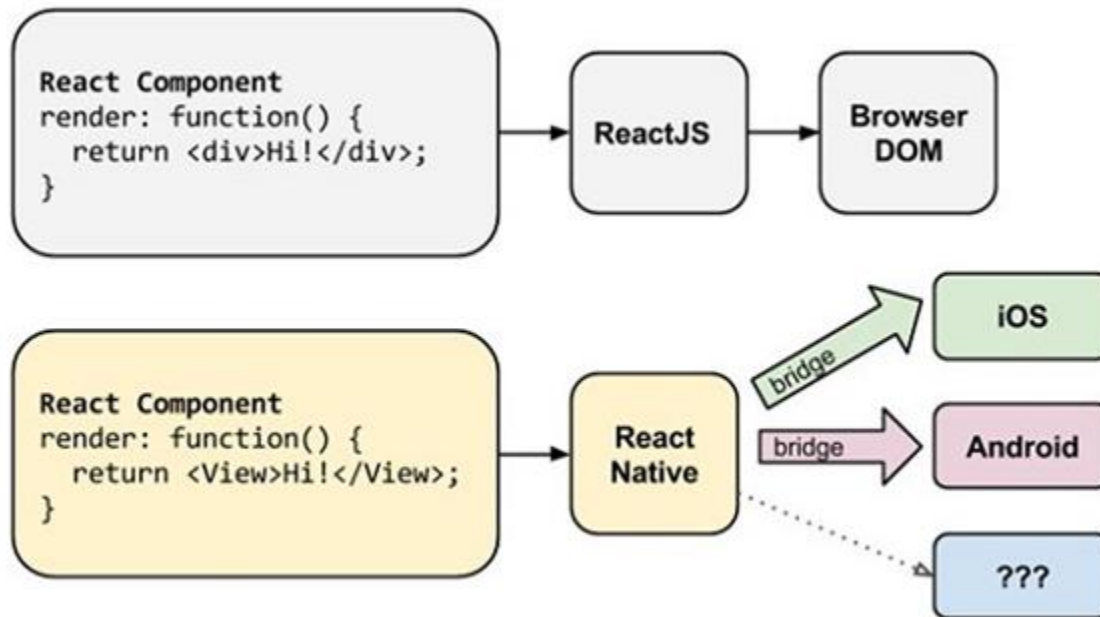 React Component
render: function() {
  return <div>Hi!</div>;
}
ReactJS
Browser
DOM
React Component
render: function() {
  return <View>Hi!</View>;
}
React
Native
bridge
iOS
bridge
Android
???